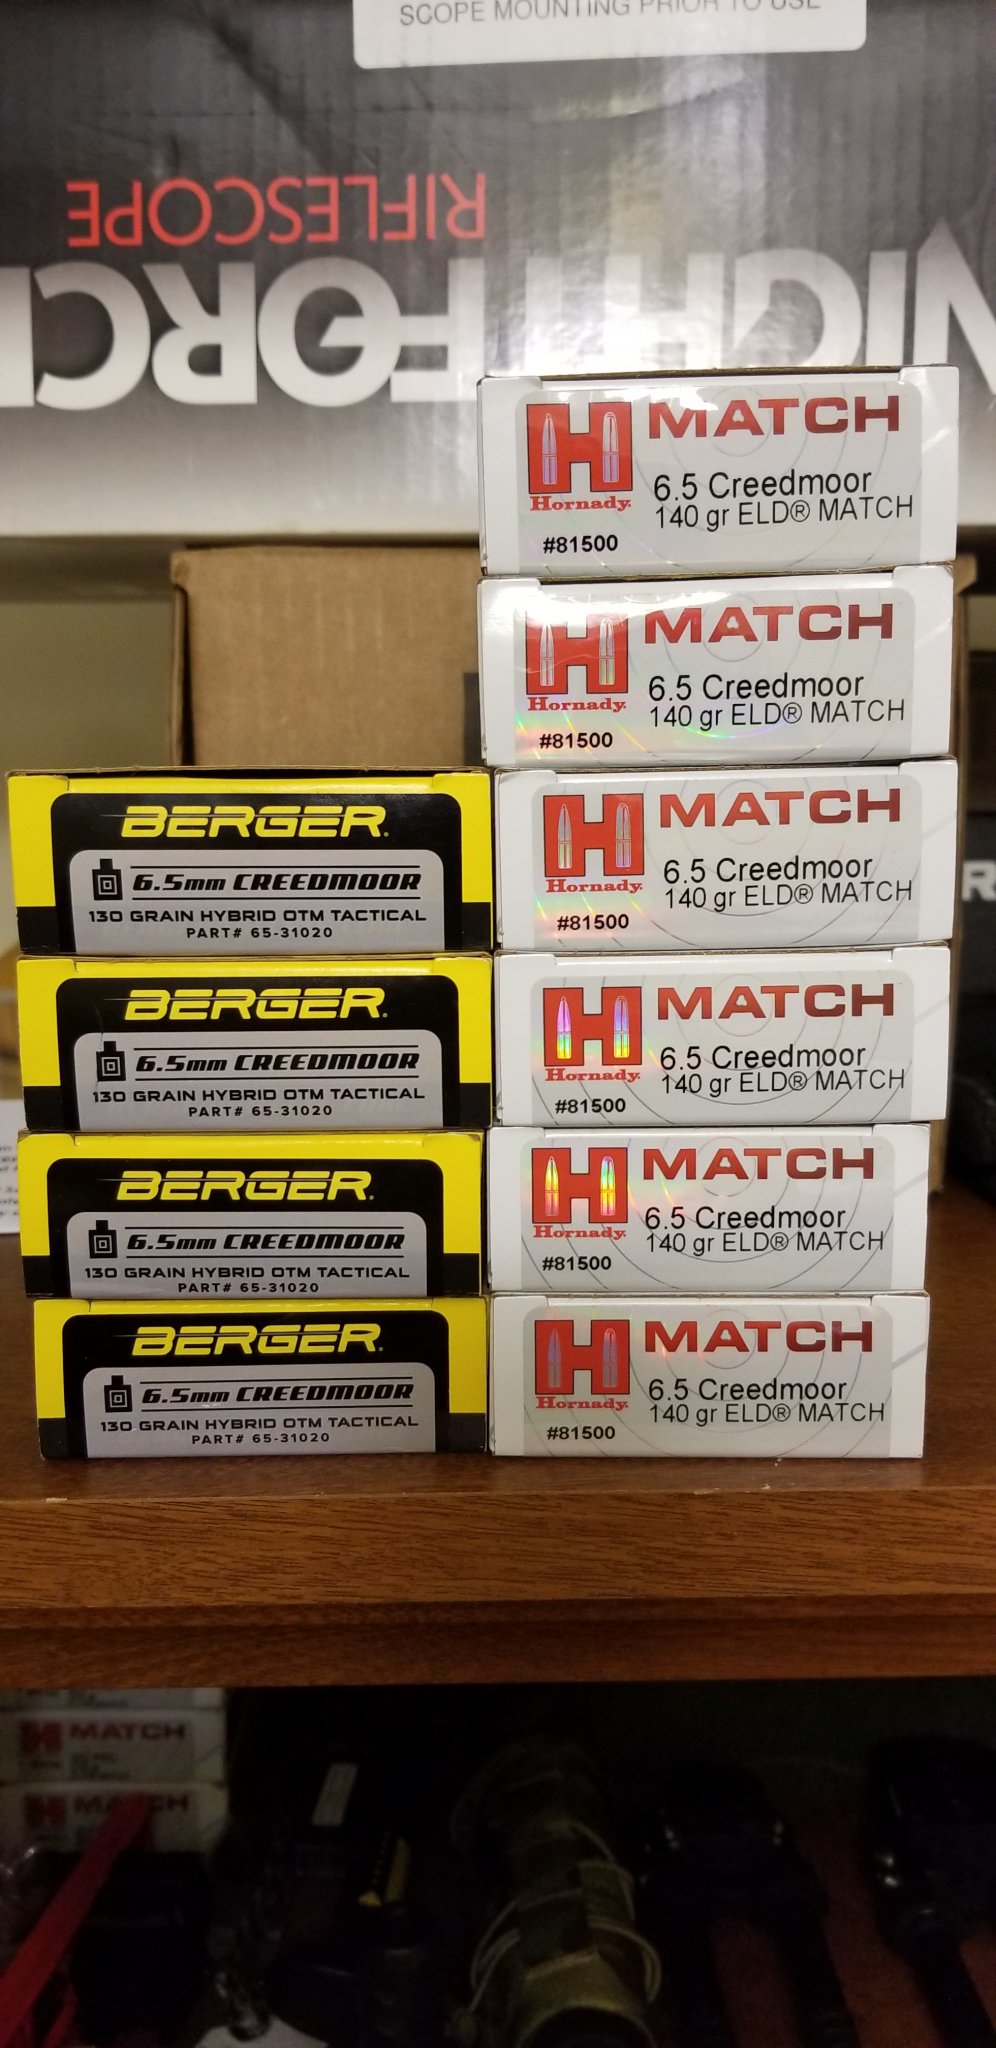 SCOPE MOUNTING PRIOR TO USE
RIFLESCOPE
NIGHTFORCE
H MATCH
Hornady
6.5 Creedmoor
140 gr ELD® MATCH
#81500
H MATCH
Hornady
6.5 Creedmoor
140 gr ELD® MATCH
#81500
H MATCH
Hornady
6.5 Creedmoor
140 gr ELD® MATCH
#81500
H MATCH
Hornady
6.5 Creedmoor
140 gr ELD® MATCH
#81500
H MATCH
Hornady
6.5 Creedmoor
140 gr ELD® MATCH
#81500
H MATCH
Hornady
6.5 Creedmoor
140 gr ELD® MATCH
#81500
BERGER.
6.5mm CREEDMOOR
130 GRAIN HYBRID OTM TACTICAL
PART# 65-31020
BERGER.
6.5mm CREEDMOOR
130 GRAIN HYBRID OTM TACTICAL
PART# 65-31020
BERGER.
6.5mm CREEDMOOR
130 GRAIN HYBRID OTM TACTICAL
PART# 65-31020
BERGER.
6.5mm CREEDMOOR
130 GRAIN HYBRID OTM TACTICAL
PART# 65-31020
H MATCH
H MATCH